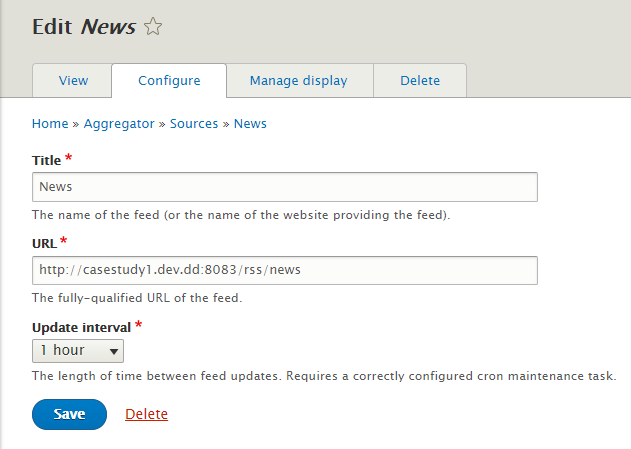 Edit News
View Configure Manage display Delete
Home » Aggregator » Sources » News
Title *
News
The name of the feed (or the name of the website providing the feed).
URL *
http://casestudy1.dev.dd:8083/rss/news
The fully-qualified URL of the feed.
Update interval *
1 hour
The length of time between feed updates. Requires a correctly configured cron maintenance task.
Save Delete